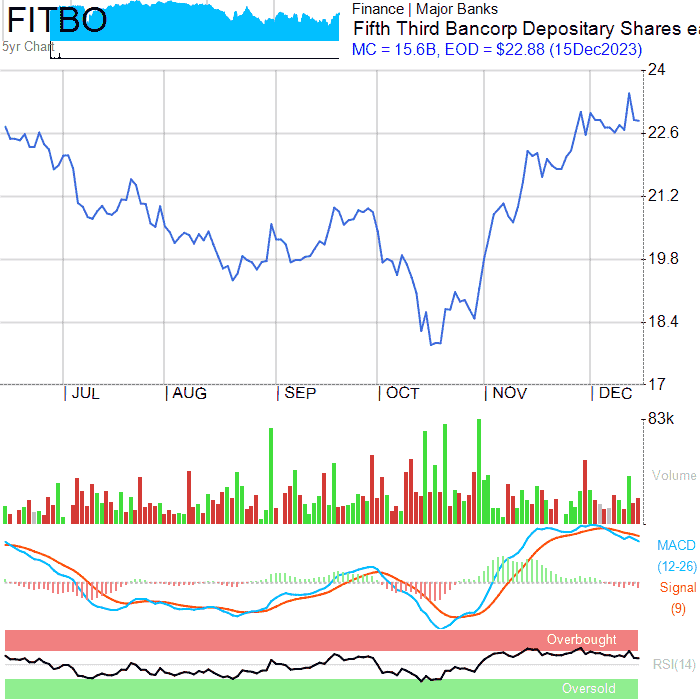 FITBO
5yr Chart
Finance | Major Banks
Fifth Third Bancorp Depositary Shares ea
MC = 15.6B, EOD = $22.88 (15Dec2023)
24
22.6
21.2
19.8
18.4
17
JUL AUG SEP OCT NOV DEC
83k
Volume
MACD
(12-26)
Signal
(9)
Overbought
RSI(14)
Oversold